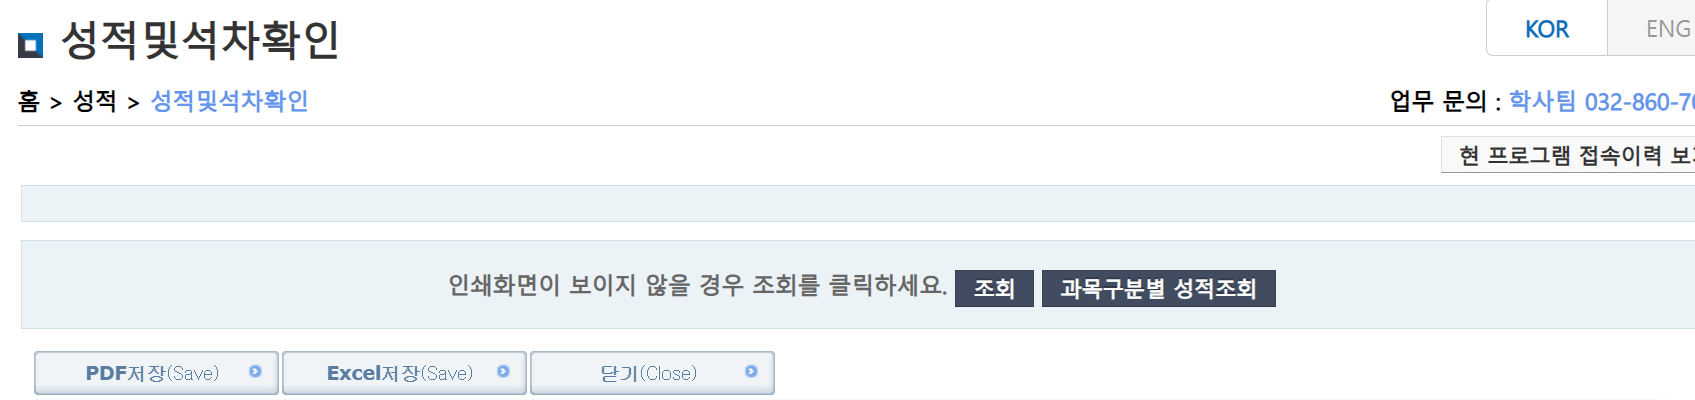 성적및석차확인
KOR ENG
홈 > 성적 > 성적및석차확인
업무 문의 : 학사팀 032-860-70
현 프로그램 접속이력 보
인쇄화면이 보이지 않을 경우 조회를 클릭하세요. 조회 과목구분별 성적조회
PDF저장(Save) Excel저장(Save) 닫기(Close)